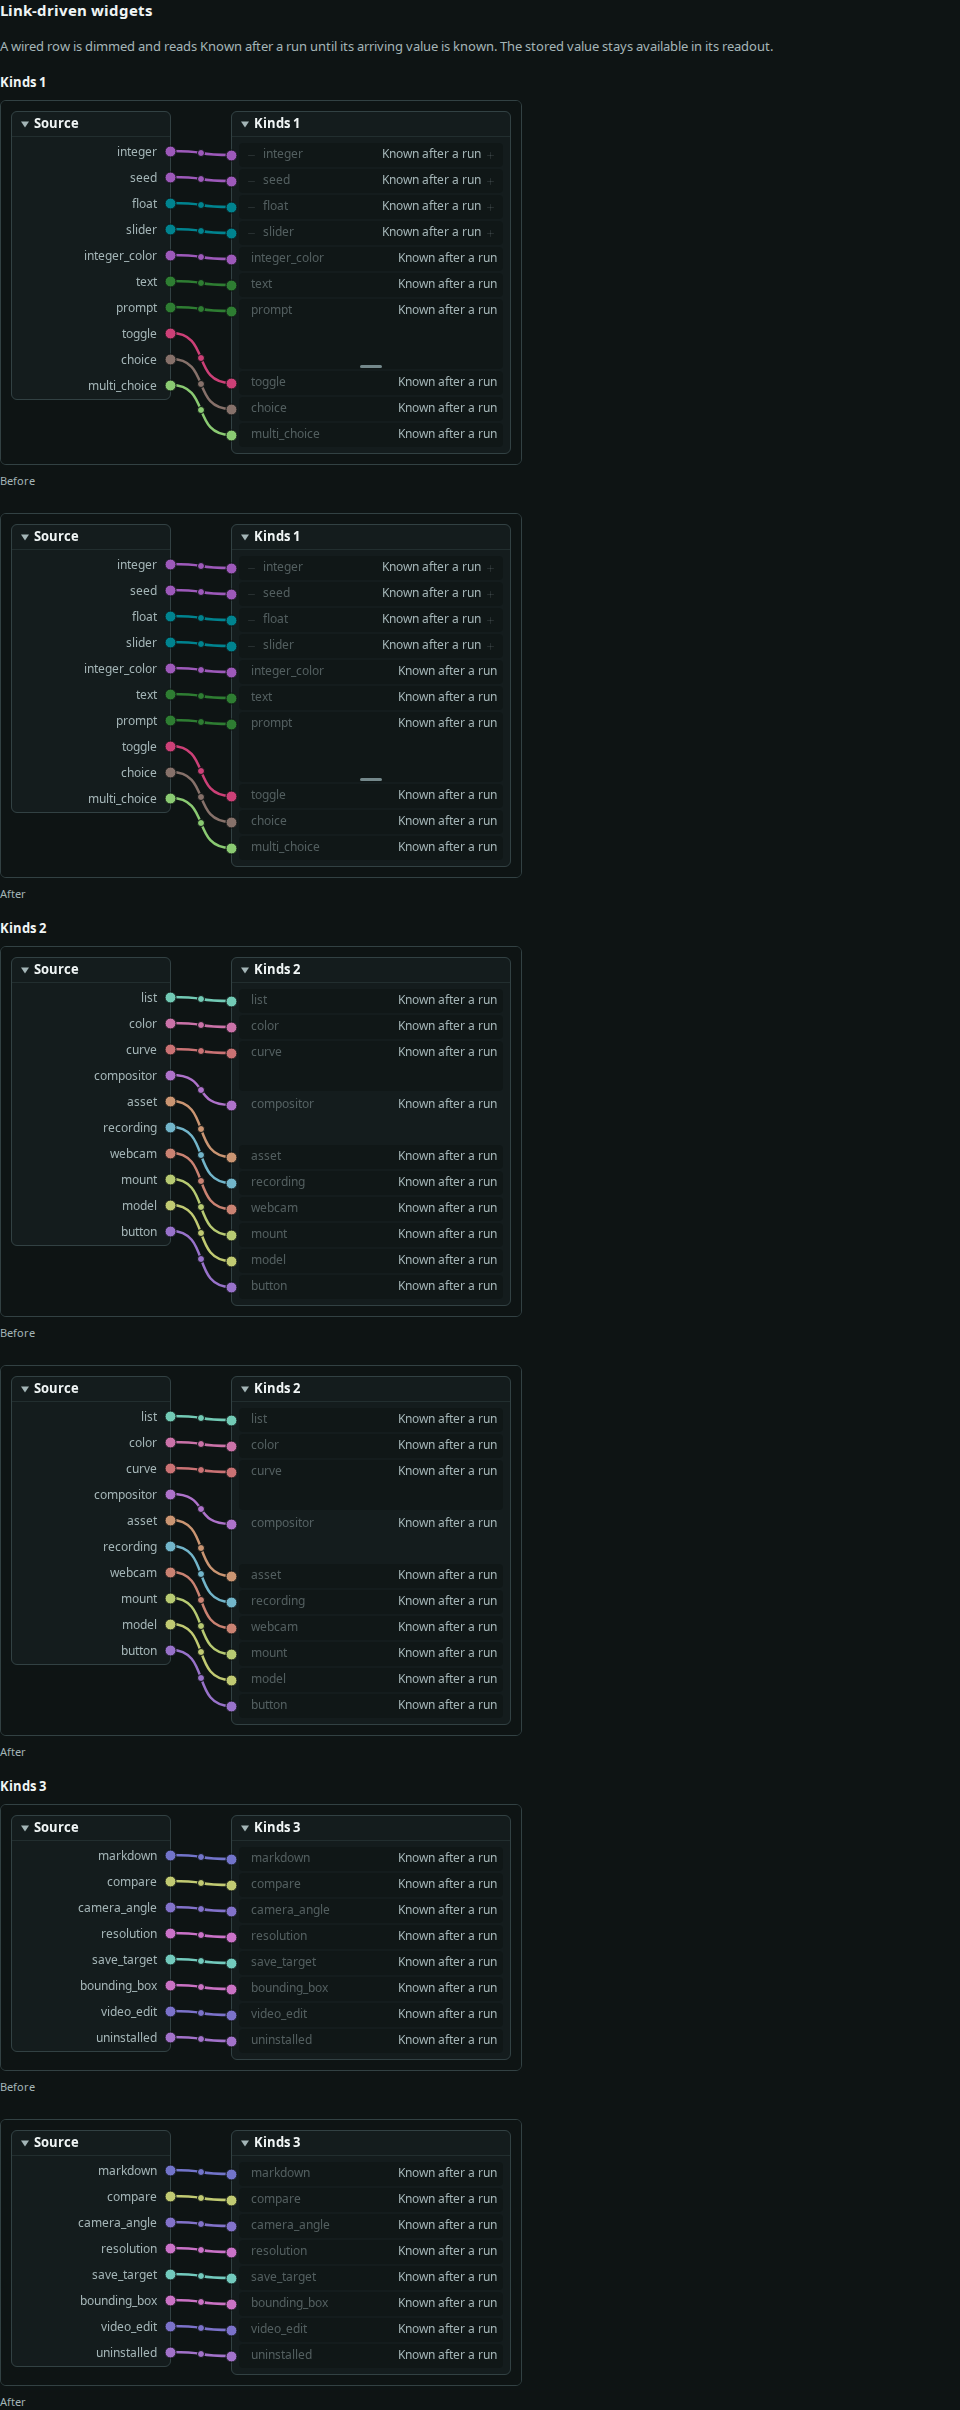 Link-driven widgets
A wired row is dimmed and reads Known after a run until its arriving value is known. The stored value stays available in its readout.
Kinds 1
Source
Kinds 1
integer
− integer Known after a run +
seed
− seed Known after a run +
float
− float Known after a run +
slider
− slider Known after a run +
integer_color
integer_color Known after a run
text
text Known after a run
prompt
prompt Known after a run
toggle
choice
toggle Known after a run
multi_choice
choice Known after a run
multi_choice Known after a run
Before
Source
Kinds 1
integer
− integer Known after a run +
seed
− seed Known after a run +
float
− float Known after a run +
slider
− slider Known after a run +
integer_color
integer_color Known after a run
text
text Known after a run
prompt
prompt Known after a run
toggle
choice
toggle Known after a run
multi_choice
choice Known after a run
multi_choice Known after a run
After
Kinds 2
Source
Kinds 2
list
list Known after a run
color
color Known after a run
curve
curve Known after a run
compositor
asset
compositor Known after a run
recording
webcam
asset Known after a run
mount
recording Known after a run
model
webcam Known after a run
button
mount Known after a run
model Known after a run
button Known after a run
Before
Source
Kinds 2
list
list Known after a run
color
color Known after a run
curve
curve Known after a run
compositor
asset
compositor Known after a run
recording
webcam
asset Known after a run
mount
recording Known after a run
model
webcam Known after a run
button
mount Known after a run
model Known after a run
button Known after a run
After
Kinds 3
Source
Kinds 3
markdown
markdown Known after a run
compare
compare Known after a run
camera_angle
camera_angle Known after a run
resolution
resolution Known after a run
save_target
save_target Known after a run
bounding_box
bounding_box Known after a run
video_edit
video_edit Known after a run
uninstalled
uninstalled Known after a run
Before
Source
Kinds 3
markdown
markdown Known after a run
compare
compare Known after a run
camera_angle
camera_angle Known after a run
resolution
resolution Known after a run
save_target
save_target Known after a run
bounding_box
bounding_box Known after a run
video_edit
video_edit Known after a run
uninstalled
uninstalled Known after a run
After